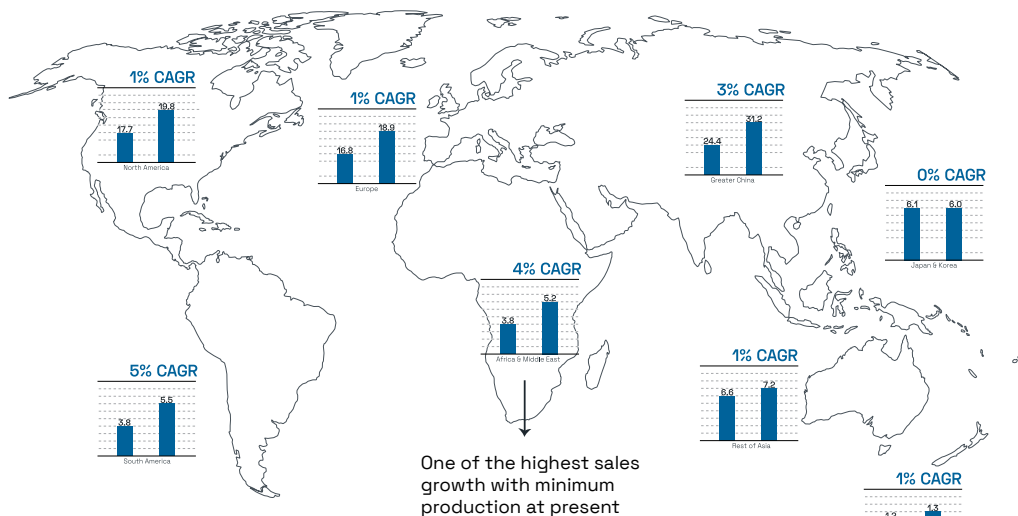 1% CAGR
17.7
19.8
North America
1% CAGR
16.8
18.9
Europe
3% CAGR
24.4
31.2
Greater China
0% CAGR
6.1
6.0
Japan & Korea
4% CAGR
3.8
5.2
Africa & Middle East
5% CAGR
3.8
5.5
South America
1% CAGR
6.6
7.2
Rest of Asia
One of the highest sales
growth with minimum
production at present
1% CAGR
1.3